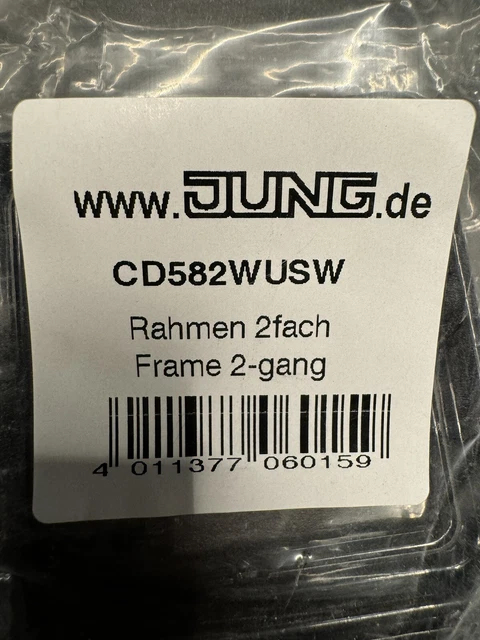 www.JUNG.de
CD582WUSW
Rahmen 2fach
Frame 2-gang
4 011377 060159